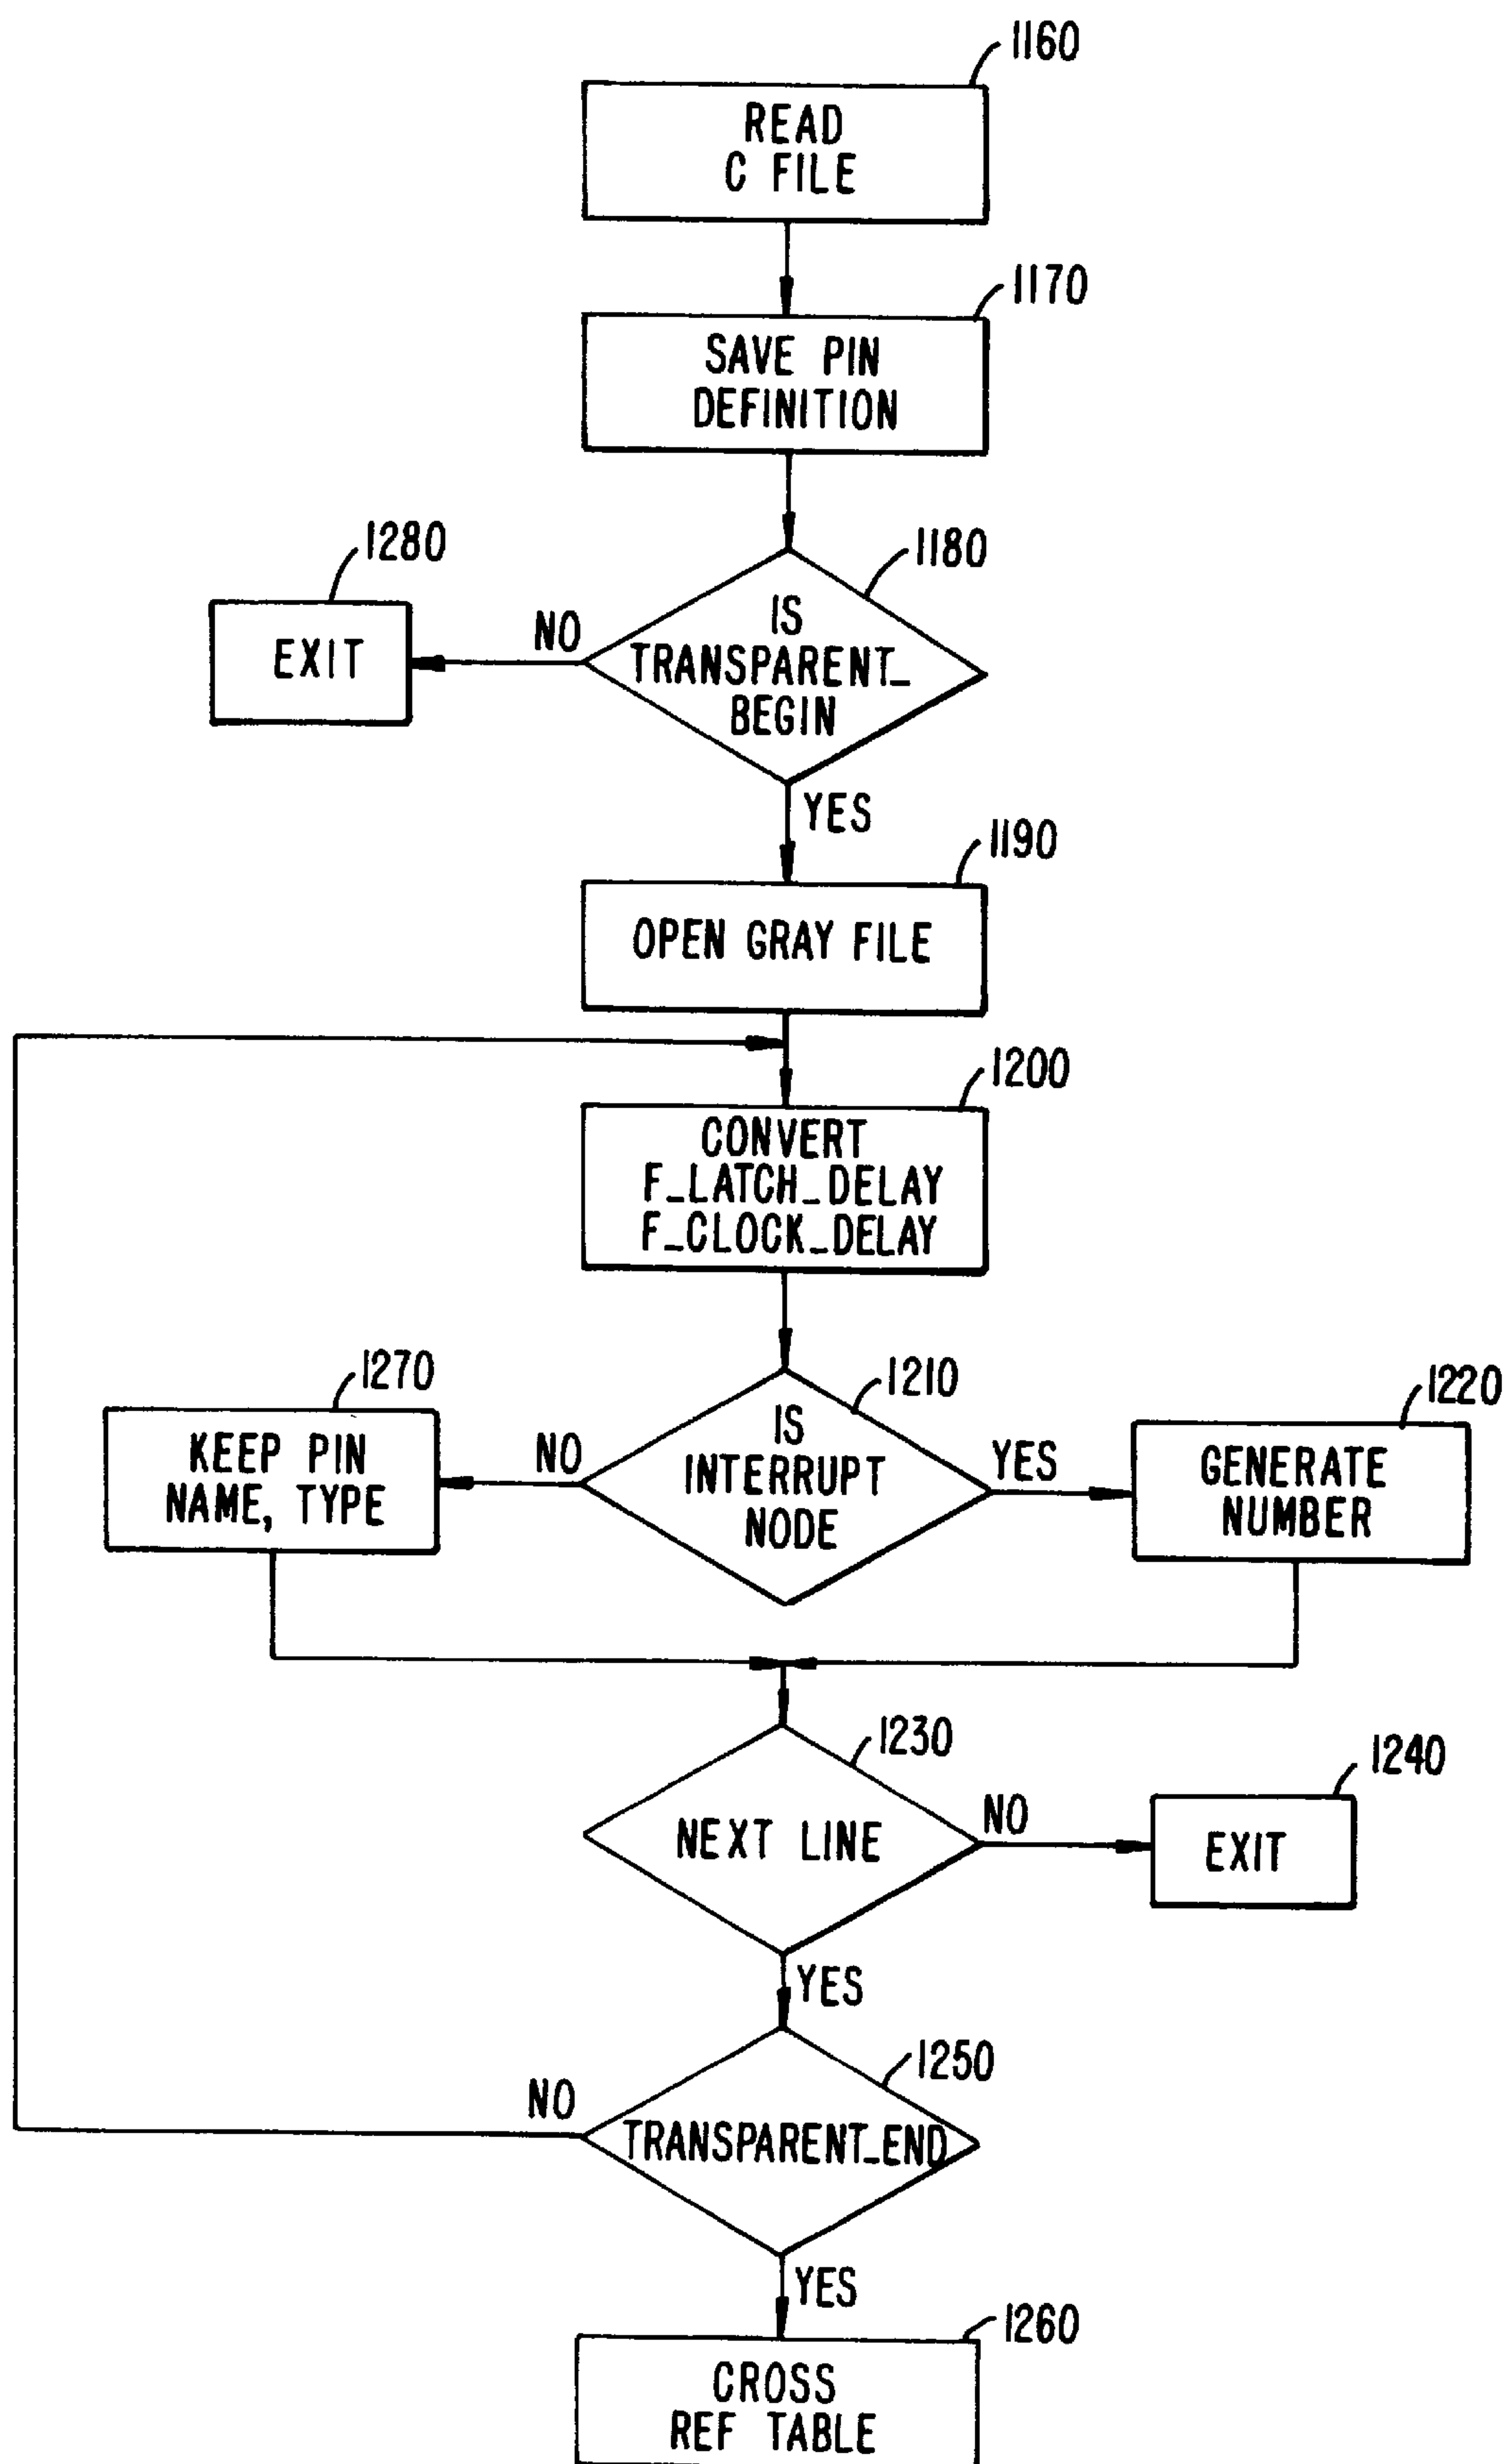 1160
READ
C FILE
1170
SAVE PIN
DEFINITION
1280
1180
EXIT
NO
IS
TRANSPARENT_
BEGIN
YES
1190
OPEN GRAY FILE
1200
CONVERT
F_LATCH_DELAY
F_CLOCK_DELAY
1270
1210
1220
KEEP PIN
NAME, TYPE
NO
IS
INTERRUPT
NODE
YES
GENERATE
NUMBER
1230
1240
NEXT LINE
NO
EXIT
YES
1250
NO
TRANSPARENT_END
YES
1260
CROSS
REF TABLE